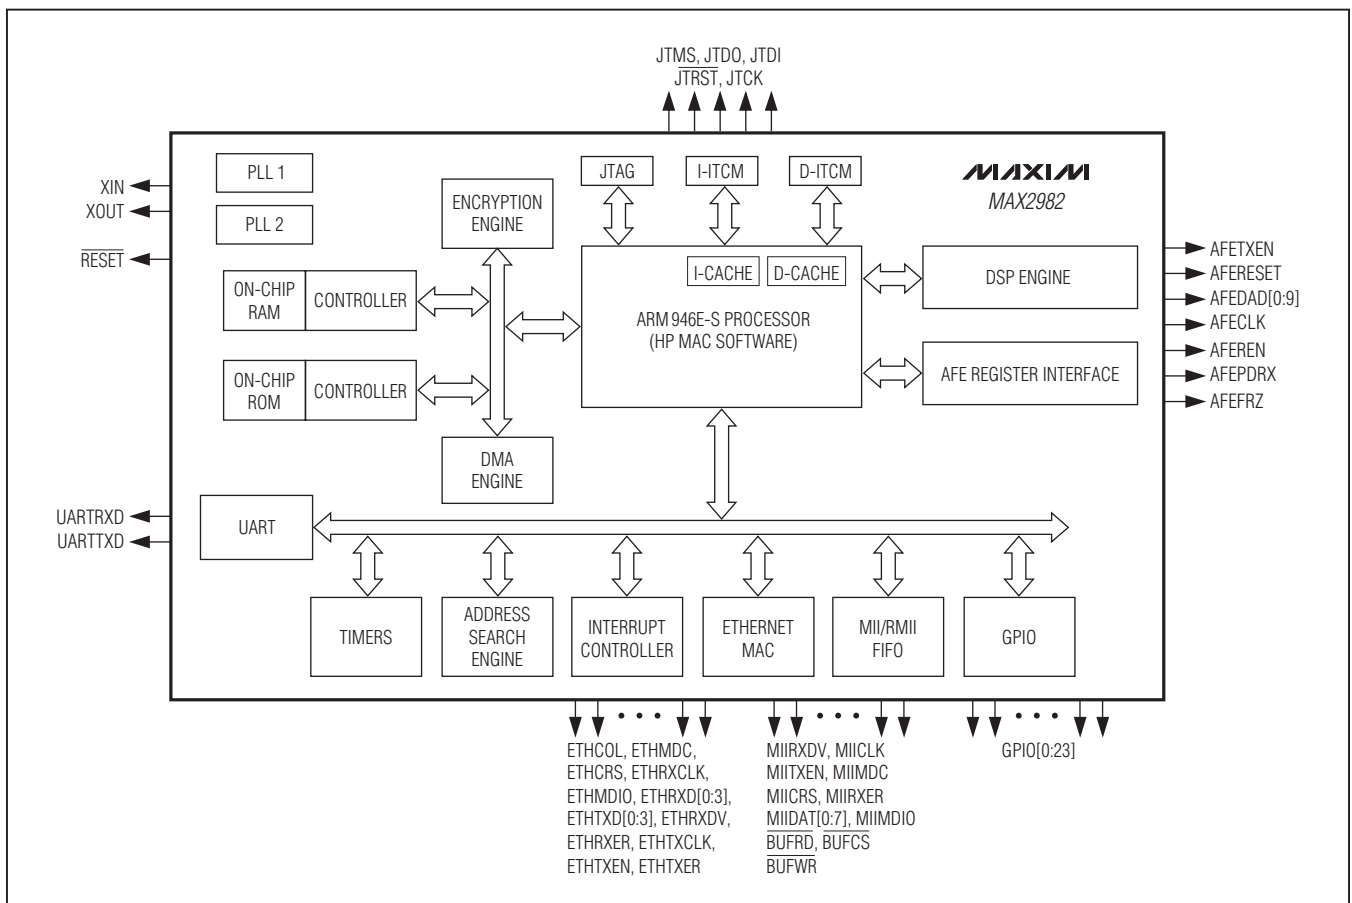 JTMS, JTDO, JTDI
JTRST, JTCK
XIN
XOUT
RESET
PLL 1
PLL 2
ENCRYPTION
ENGINE
JTAG
I-ITCM
D-ITCM
MAXIM
MAX2982
I-CACHE
D-CACHE
ARM 946E-S PROCESSOR
(HP MAC SOFTWARE)
DSP ENGINE
AFE REGISTER INTERFACE
AFETXEN
AFERESET
AFEDAD[0:9]
AFECLK
AFEREN
AFEPDRX
AFEFRZ
ON-CHIP
RAM
CONTROLLER
ON-CHIP
ROM
CONTROLLER
DMA
ENGINE
UARTRXD
UARTTXD
UART
TIMERS
ADDRESS
SEARCH
ENGINE
INTERRUPT
CONTROLLER
ETHERNET
MAC
MII/RMII
FIFO
GPIO
ETHCOL, ETHMDC,
ETHCRS, ETHRXCLK,
ETHMDIO, ETHRXD[0:3],
ETHTXD[0:3], ETHRXDV,
ETHRXER, ETHTXCLK,
ETHTXEN, ETHTXER
MIIRXDV, MIICLK
MIITXEN, MIIMDC
MIICRS, MIIRXER
MIIDAT[0:7], MIIMDIO
BUFRD, BUFCS
BUFWR
GPIO[0:23]